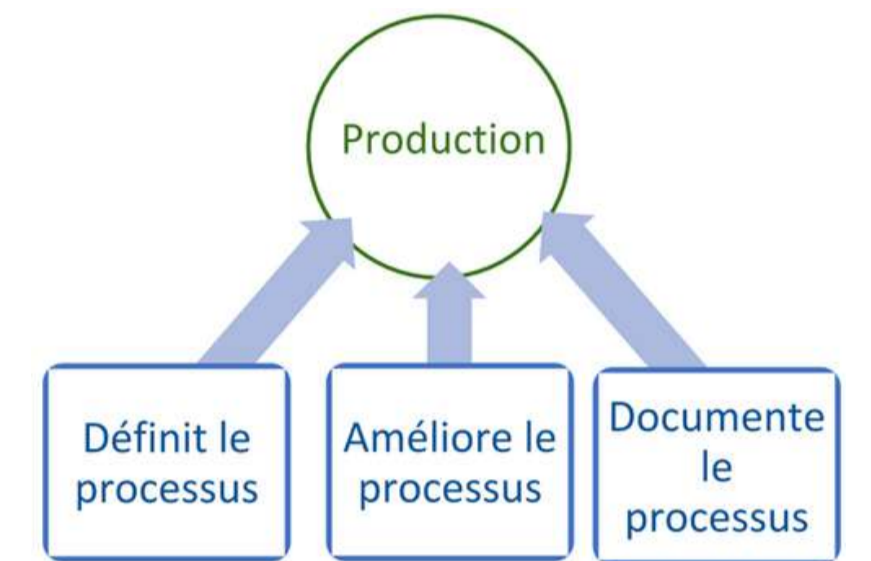 Production
Définit le
processus
Améliore le
processus
Documente
le
processus